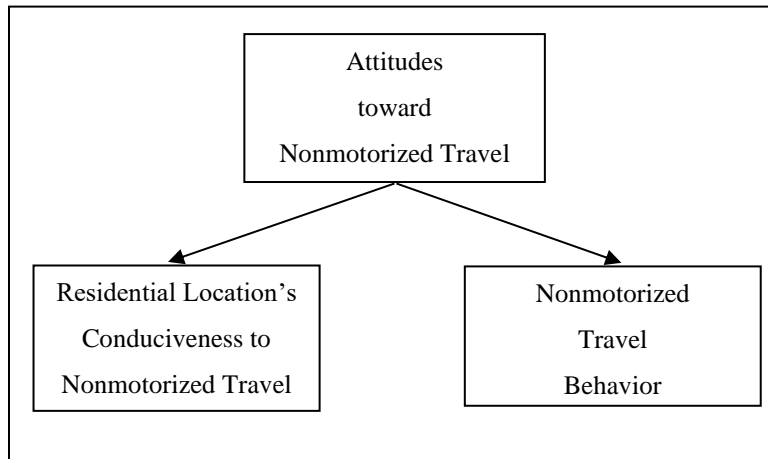 Attitudes
toward
Nonmotorized Travel
Residential Location’s
Conduciveness to
Nonmotorized Travel
Nonmotorized
Travel
Behavior